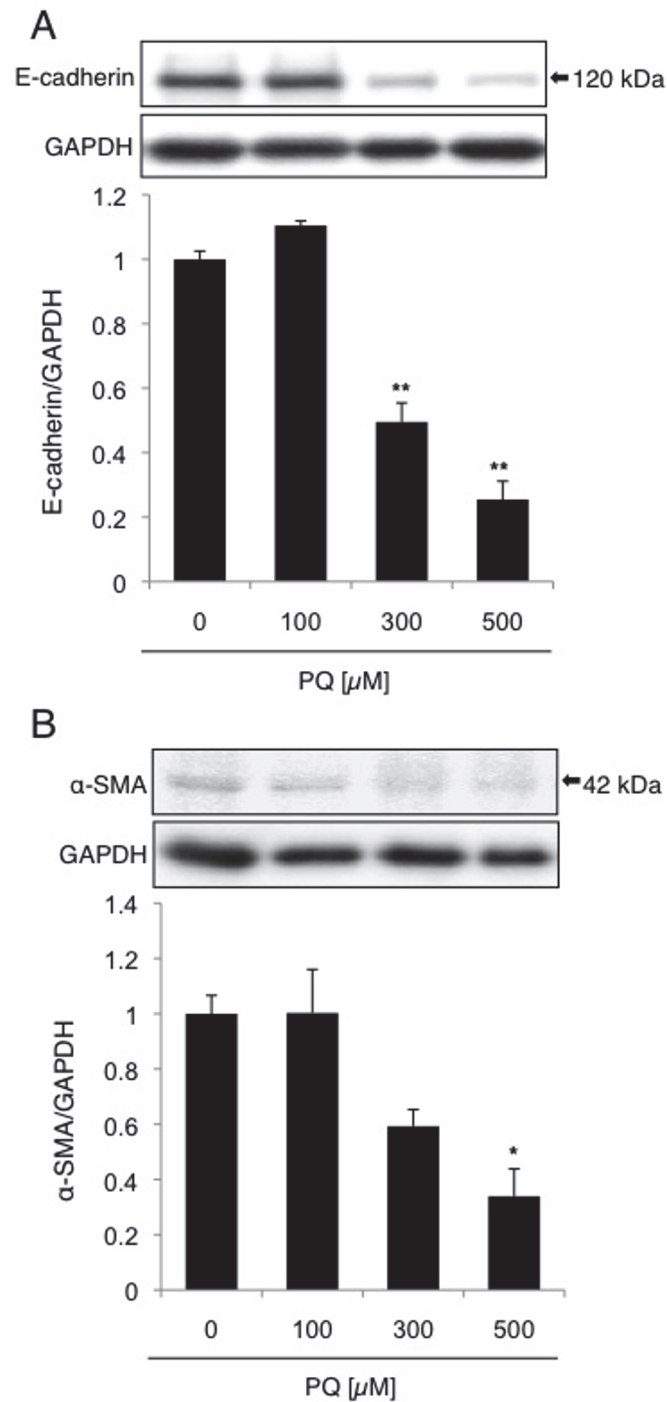 A
E-cadherin
120 kDa
GAPDH
1.2
1
0.8
0.6
0.4
0.2
0
E-cadherin/GAPDH
**
**
0 100 300 500
PQ [µM]
B
α-SMA
42 kDa
GAPDH
1.4
1.2
1
0.8
0.6
0.4
0.2
0
α-SMA/GAPDH
*
0 100 300 500
PQ [µM]